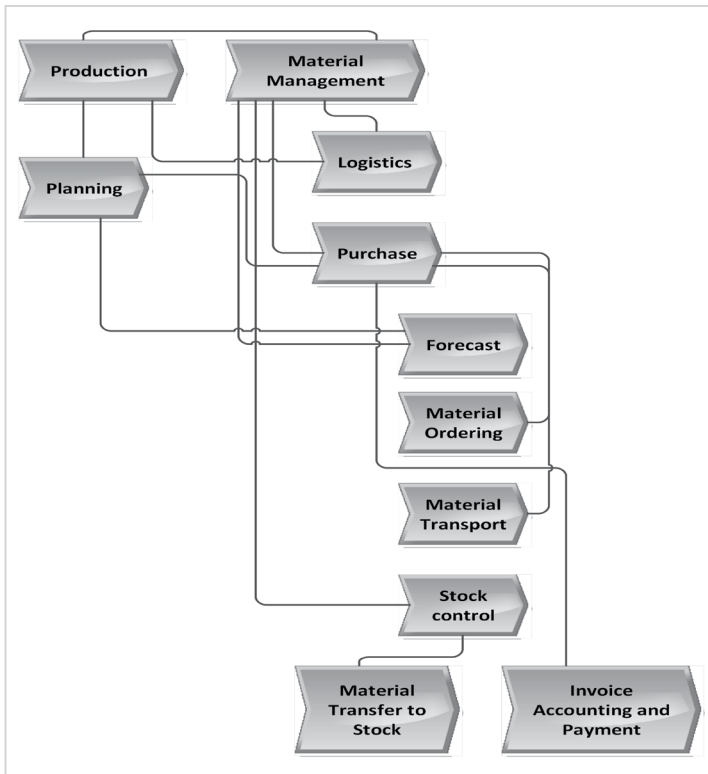 Production
Material
Management
Logistics
Planning
Purchase
Forecast
Material
Ordering
Material
Transport
Stock
control
Material
Transfer to
Stock
Invoice
Accounting and
Payment